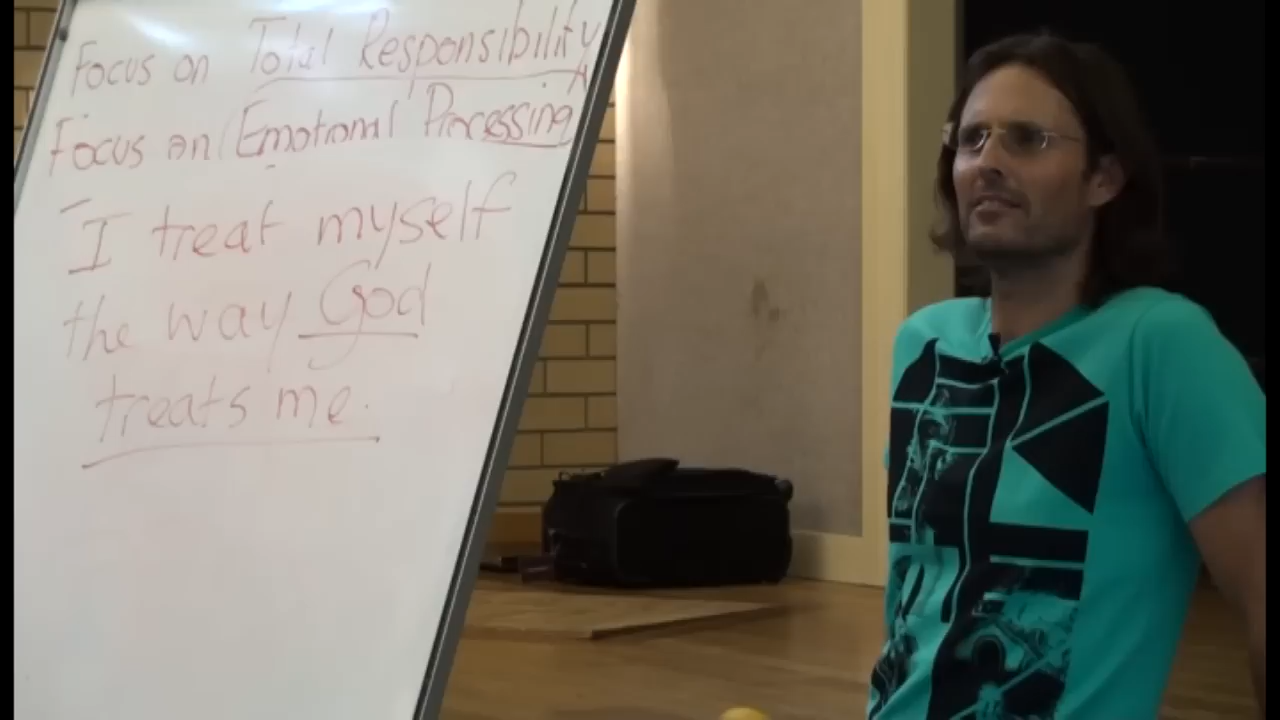 Focus on Total Responsibility
Focus on Emotional Processing
I treat myself
the way God
treats me.